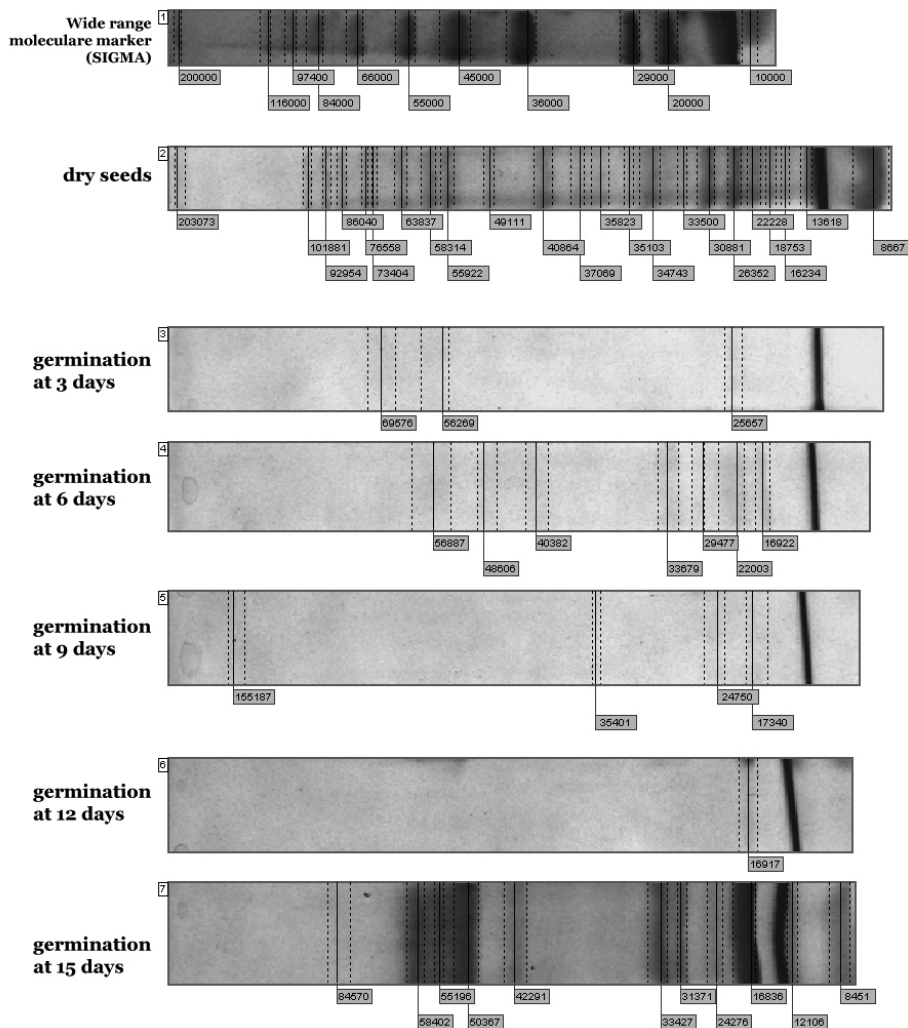 Wide range
moleculare marker
(SIGMA)
1
200000 97400 66000 45000 29000 10000
116000 84000 55000 36000 20000
dry seeds
2
203073 86040 63837 49111 35823 33500 22228 13618
101881 76558 58314 40864 35103 30881 18753 8667
92954 73404 55922 37069 34743 26352 16234
germination
at 3 days
3
69576 56269 25657
germination
at 6 days
4
56887 40382 29477 16922
48606 33679 22003
germination
at 9 days
5
155187 24750
35401 17340
germination
at 12 days
6
16917
germination
at 15 days
7
84570 55196 42291 31371 16836 8451
58402 50367 33427 24276 12106